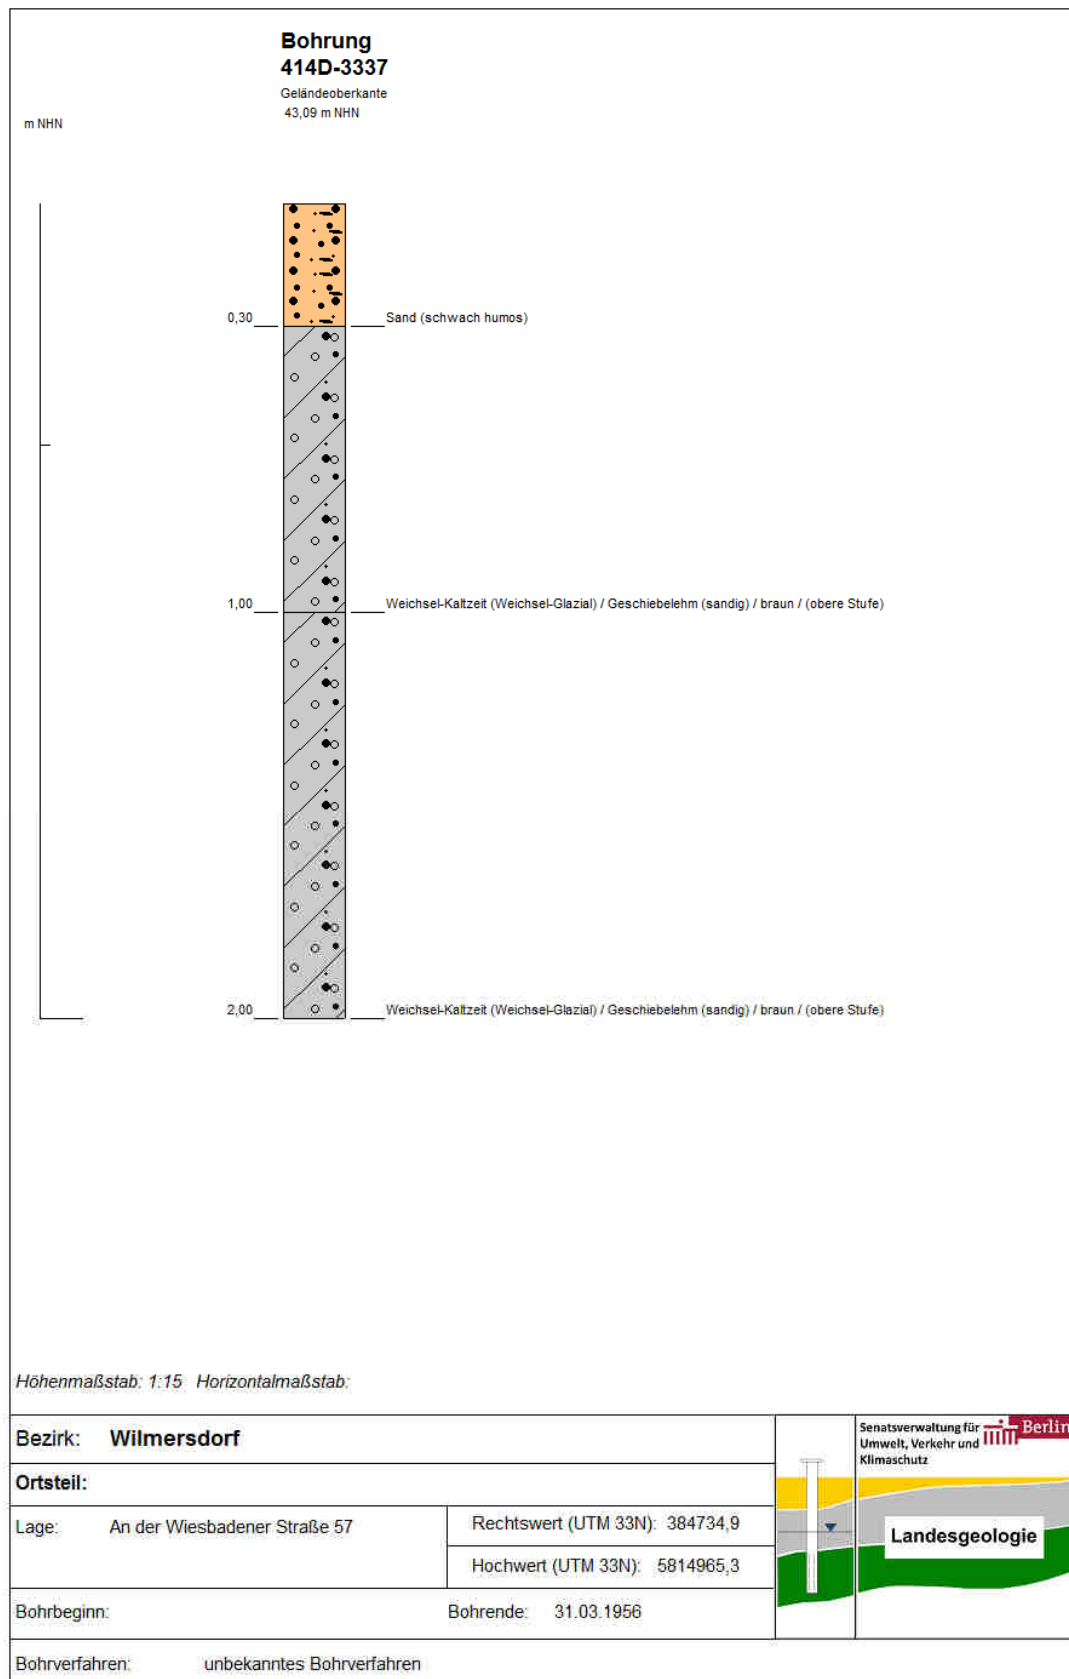 Bohrung
414D-3337
Geländeoberkante
43,09 m NHN
m NHN
0,30 Sand (schwach humos)
1,00 Weichsel-Kaltzeit (Weichsel-Glazial) / Geschiebelehm (sandig) / braun / (obere Stufe)
2,00 Weichsel-Kaltzeit (Weichsel-Glazial) / Geschiebelehm (sandig) / braun / (obere Stufe)
Höhenmaßstab: 1:15 Horizontalmaßstab:
Bezirk: Wilmersdorf
Senatsverwaltung für
Umwelt, Verkehr und
Klimaschutz
Berlin
Ortsteil:
Lage: An der Wiesbadener Straße 57
Rechtswert (UTM 33N): 384734,9
Hochwert (UTM 33N): 5814965,3
Landesgeologie
Bohrbeginn: Bohrende: 31.03.1956
Bohrverfahren: unbekanntes Bohrverfahren